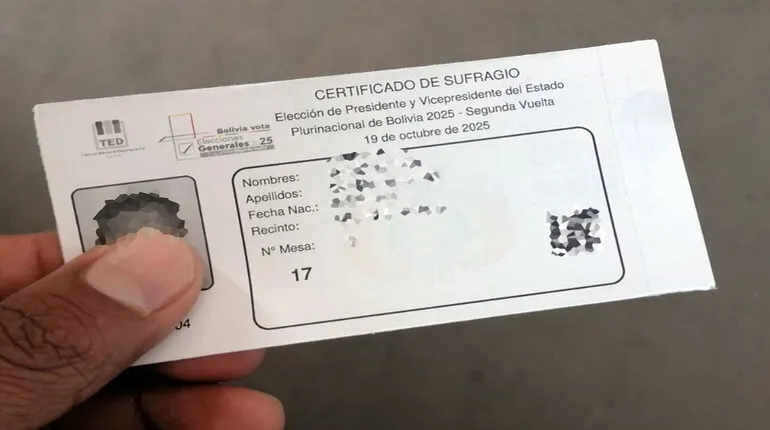 CERTIFICADO DE SUFRAGIO
Elección de Presidente y Vicepresidente del Estado
Plurinacional de Bolivia 2025 - Segunda Vuelta
19 de octubre de 2025
TED
Bolivia vota
Elecciones
Generales 25
Nombres:
Apellidos:
Fecha Nac.:
Recinto:
Nº Mesa:
17
04